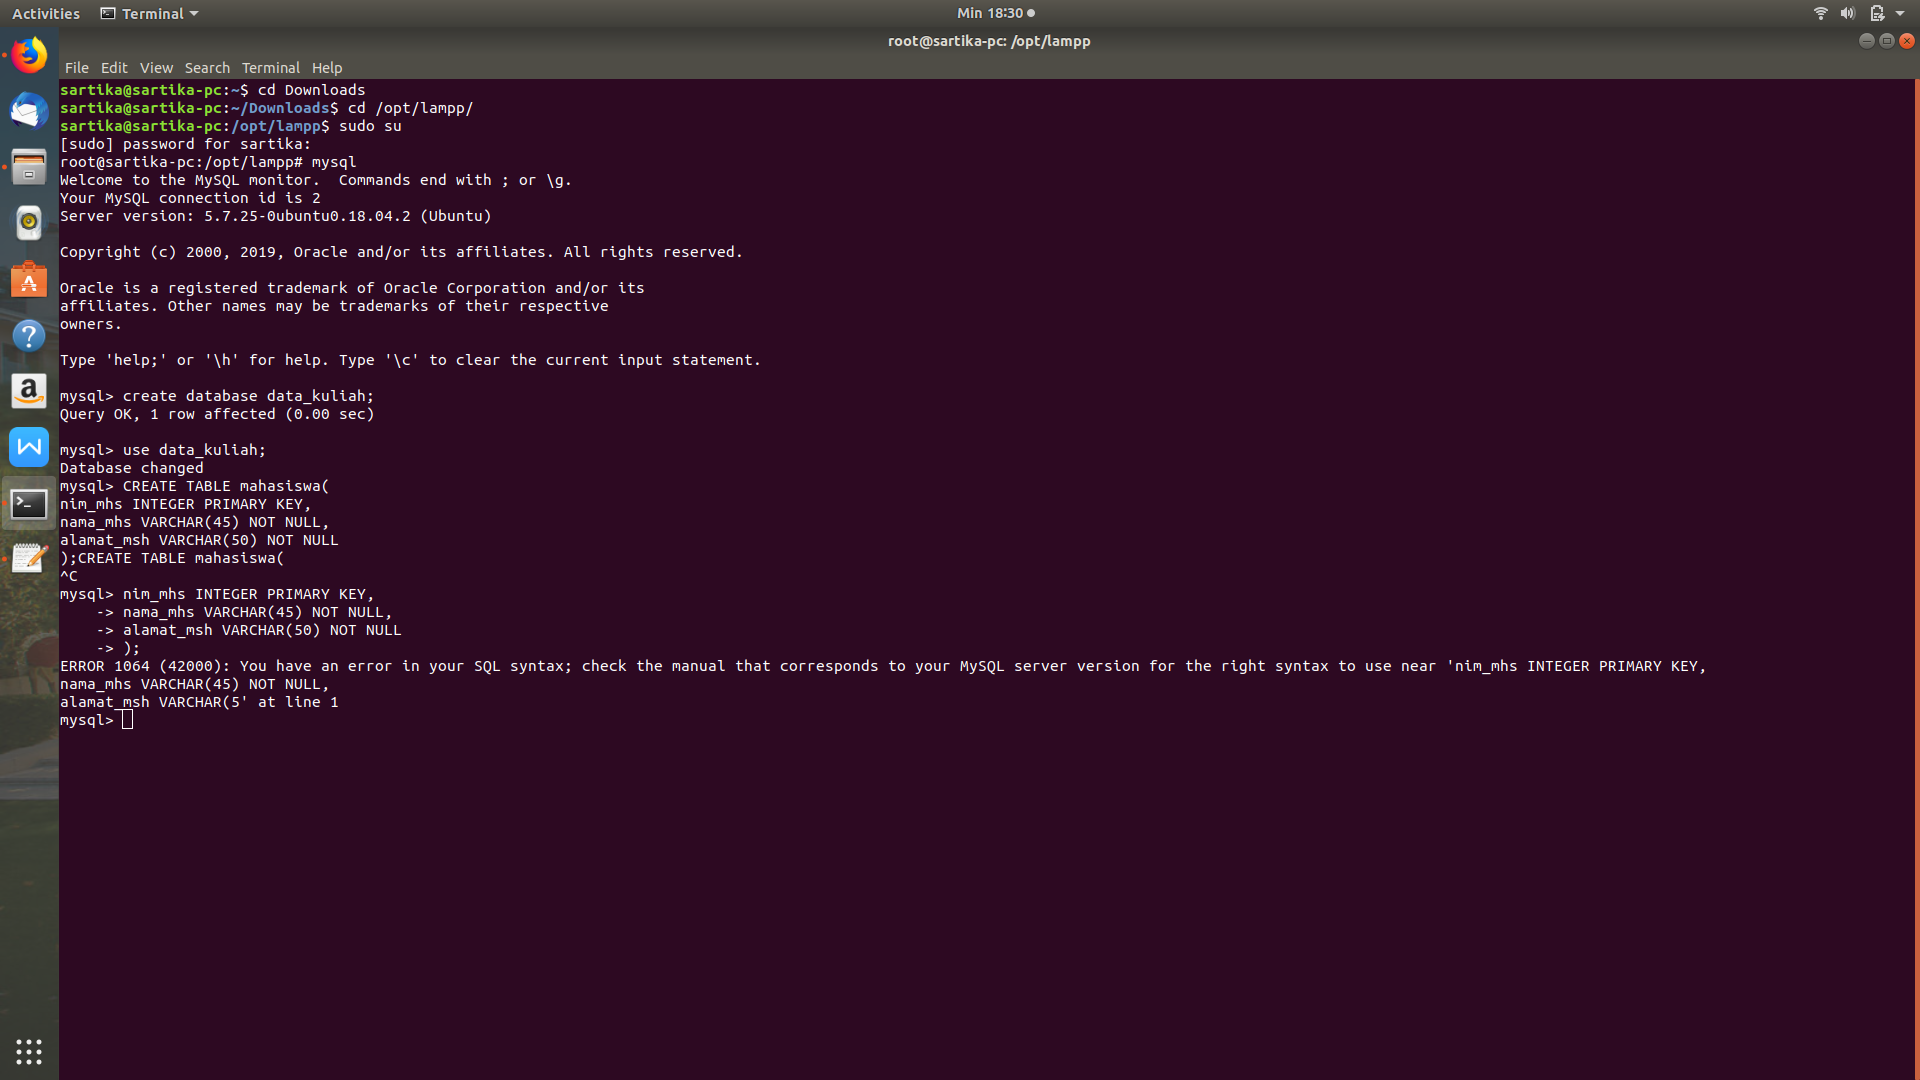 Activities
Terminal
Min 18:30
root@sartika-pc: /opt/lampp
File Edit View Search Terminal Help
sartika@sartika-pc:~$ cd Downloads
sartika@sartika-pc:~/Downloads$ cd /opt/lampp/
sartika@sartika-pc:/opt/lampp$ sudo su
[sudo] password for sartika:
root@sartika-pc:/opt/lampp# mysql
Welcome to the MySQL monitor.  Commands end with ; or \g.
Your MySQL connection id is 2
Server version: 5.7.25-0ubuntu0.18.04.2 (Ubuntu)
Copyright (c) 2000, 2019, Oracle and/or its affiliates. All rights reserved.
Oracle is a registered trademark of Oracle Corporation and/or its
affiliates. Other names may be trademarks of their respective
owners.
Type 'help;' or '\h' for help. Type '\c' to clear the current input statement.
mysql> create database data_kuliah;
Query OK, 1 row affected (0.00 sec)
mysql> use data_kuliah;
Database changed
mysql> CREATE TABLE mahasiswa(
nim_mhs INTEGER PRIMARY KEY,
nama_mhs VARCHAR(45) NOT NULL,
alamat_msh VARCHAR(50) NOT NULL
);CREATE TABLE mahasiswa(
^C
mysql> nim_mhs INTEGER PRIMARY KEY,
    -> nama_mhs VARCHAR(45) NOT NULL,
    -> alamat_msh VARCHAR(50) NOT NULL
    -> );
ERROR 1064 (42000): You have an error in your SQL syntax; check the manual that corresponds to your MySQL server version for the right syntax to use near 'nim_mhs INTEGER PRIMARY KEY,
nama_mhs VARCHAR(45) NOT NULL,
alamat_msh VARCHAR(5' at line 1
mysql>